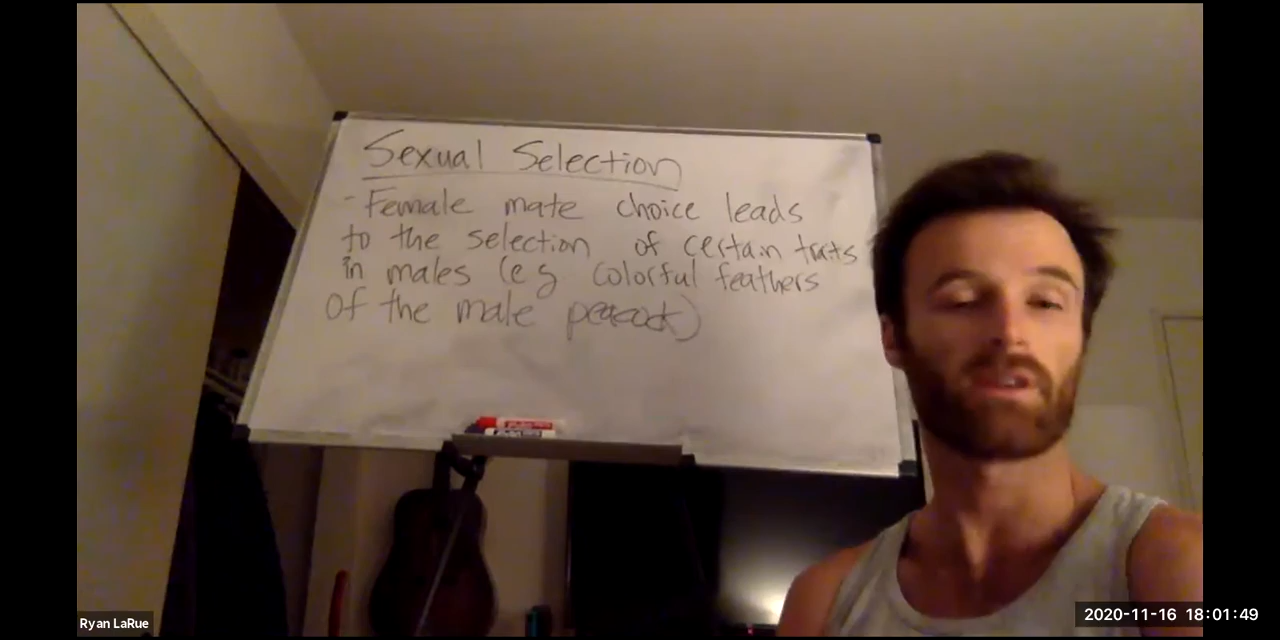 Sexual Selection
- Female mate choice leads
to the selection of certain traits
in males (e.g. colorful feathers
of the male peacock)
Ryan LaRue
2020-11-16 18:01:49